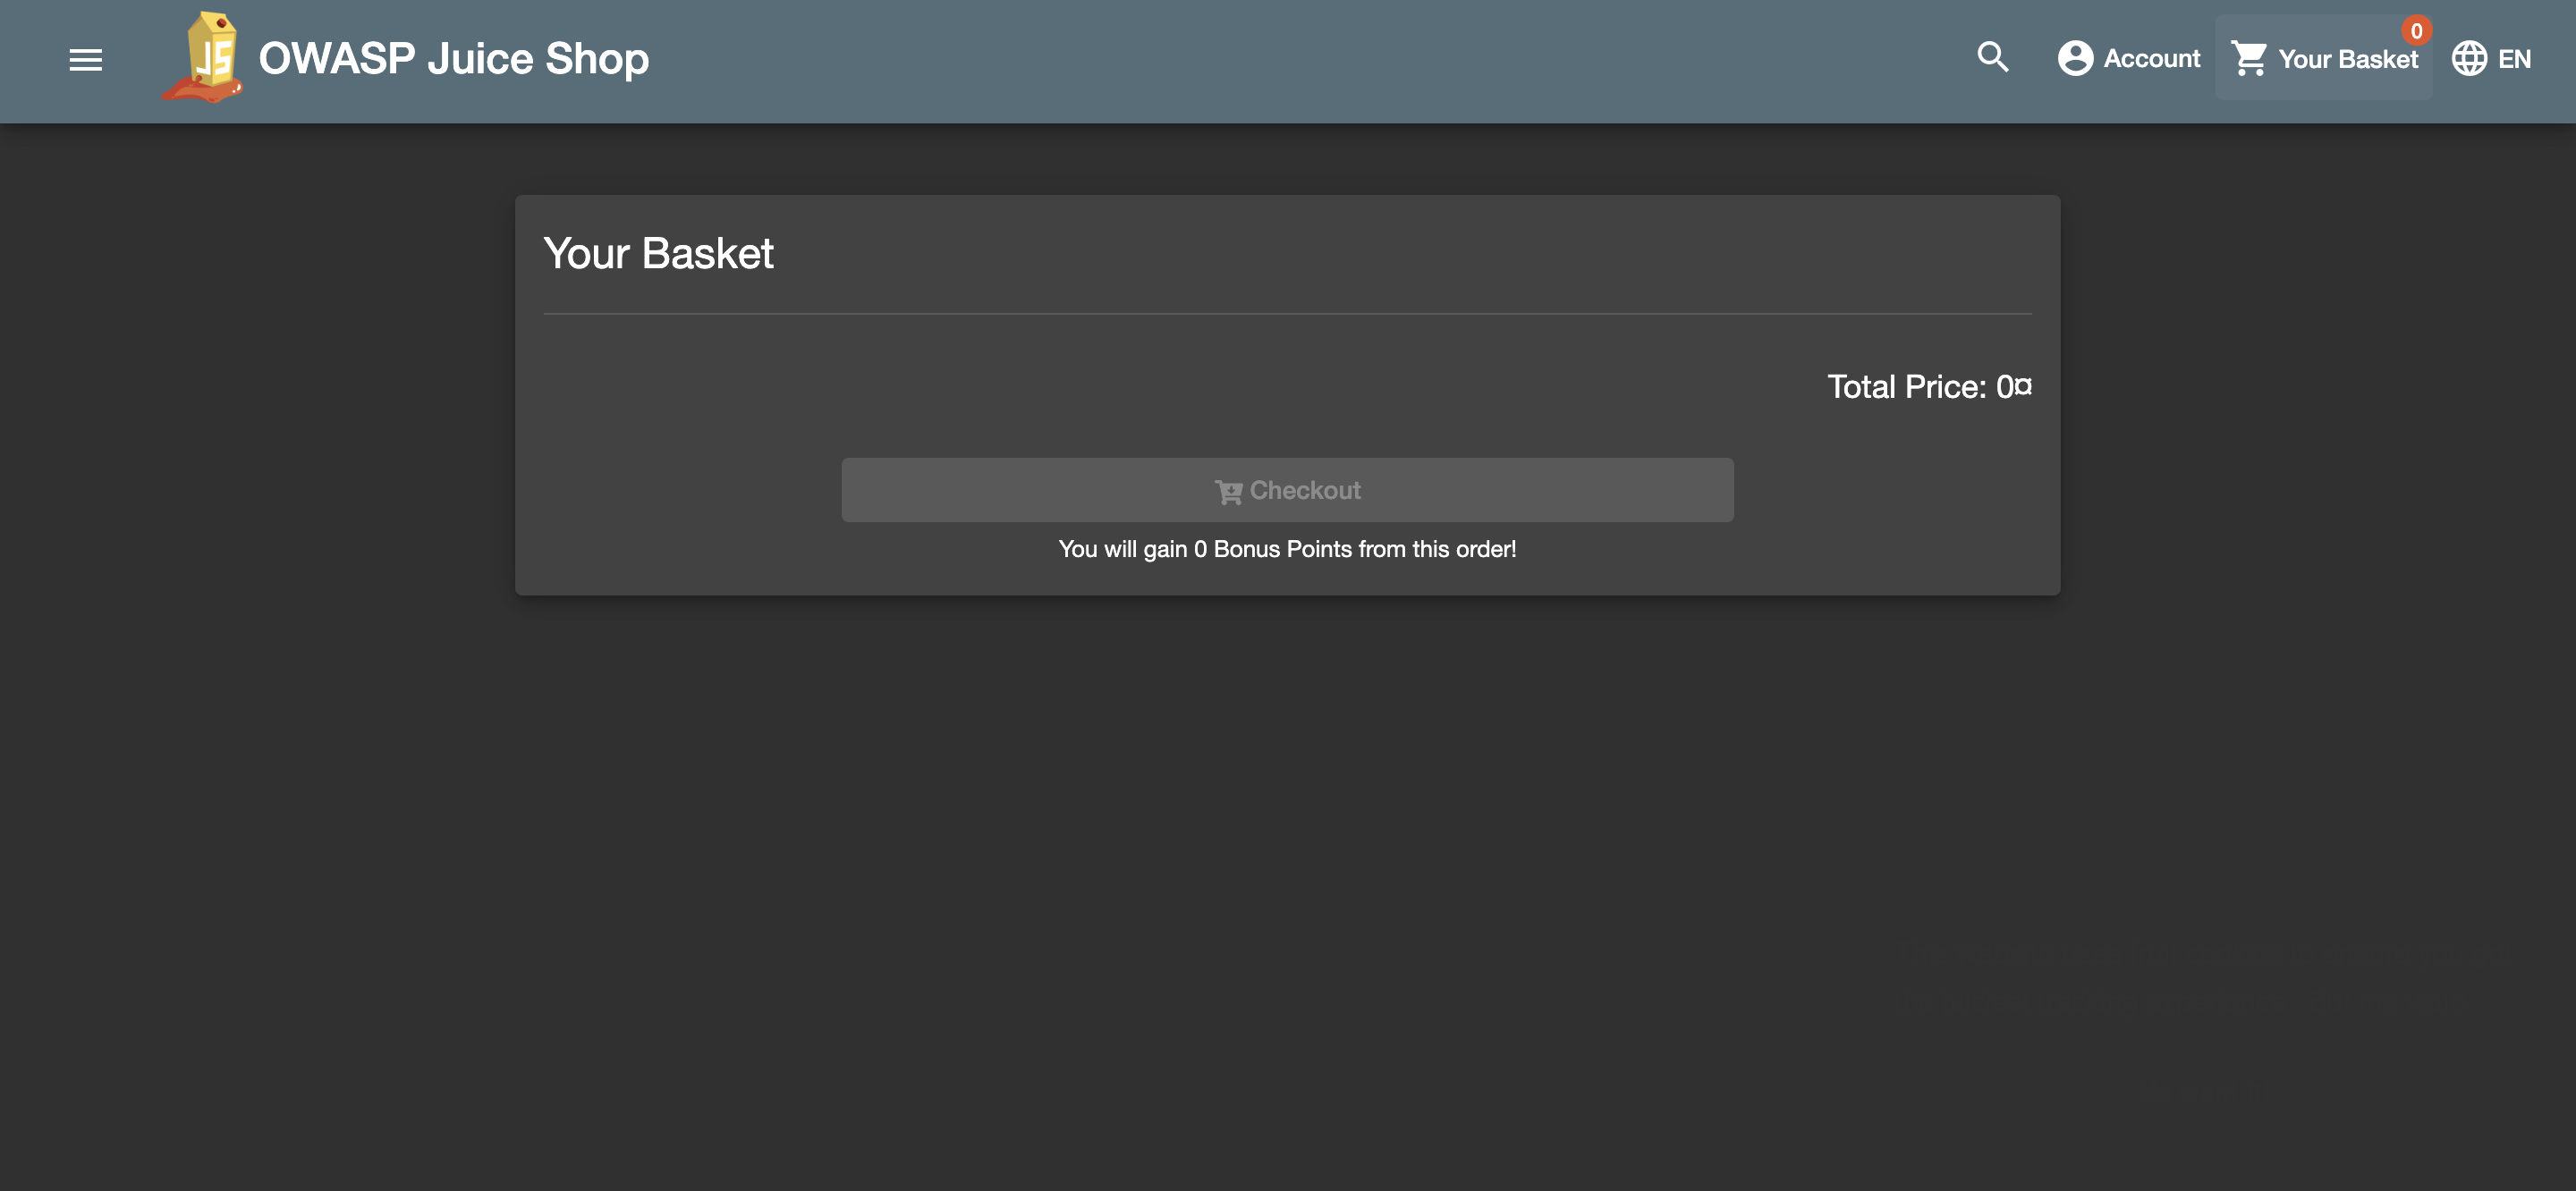 JS OWASP Juice Shop Account Your Basket 0 EN
Your Basket
Total Price: 0¤
Checkout
You will gain 0 Bonus Points from this order!